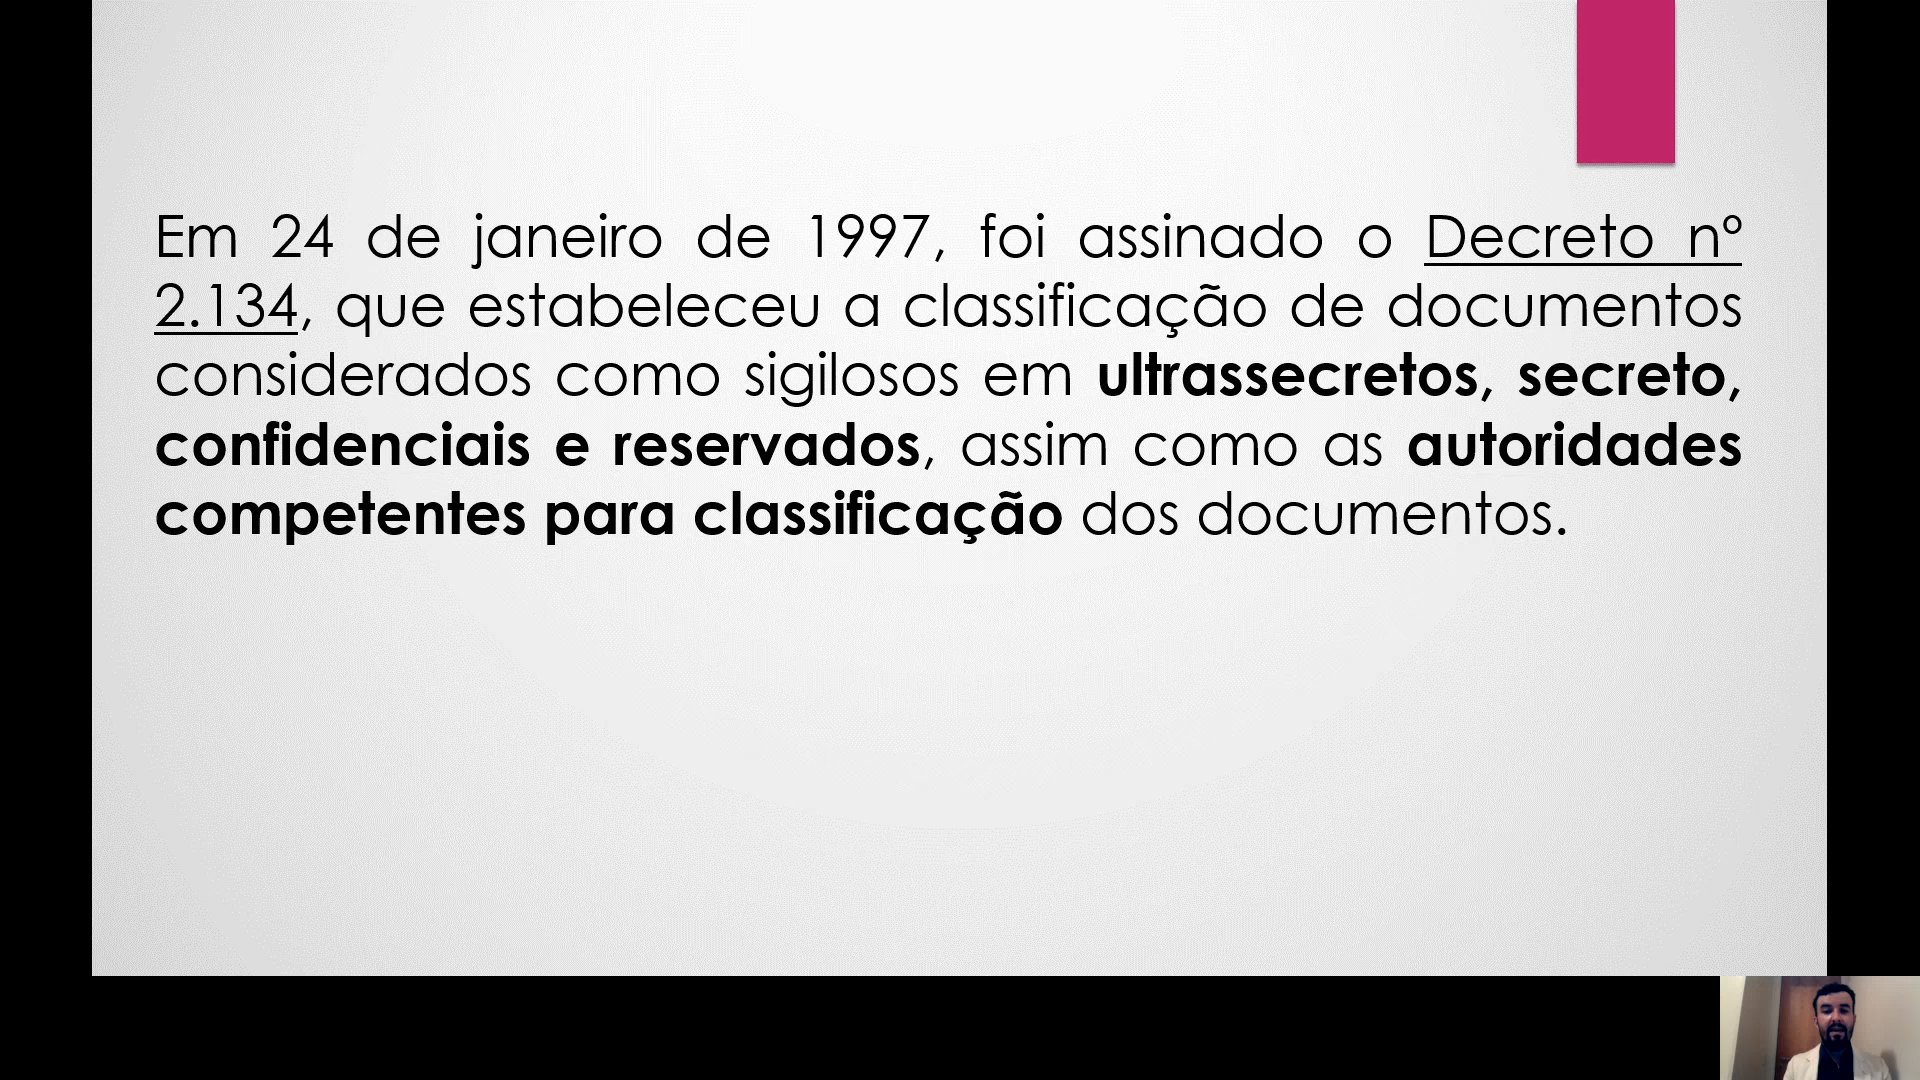 Em 24 de janeiro de 1997, foi assinado o Decreto nº
2.134, que estabeleceu a classificação de documentos
considerados como sigilosos em ultrassecretos, secreto,
confidenciais e reservados, assim como as autoridades
competentes para classificação dos documentos.